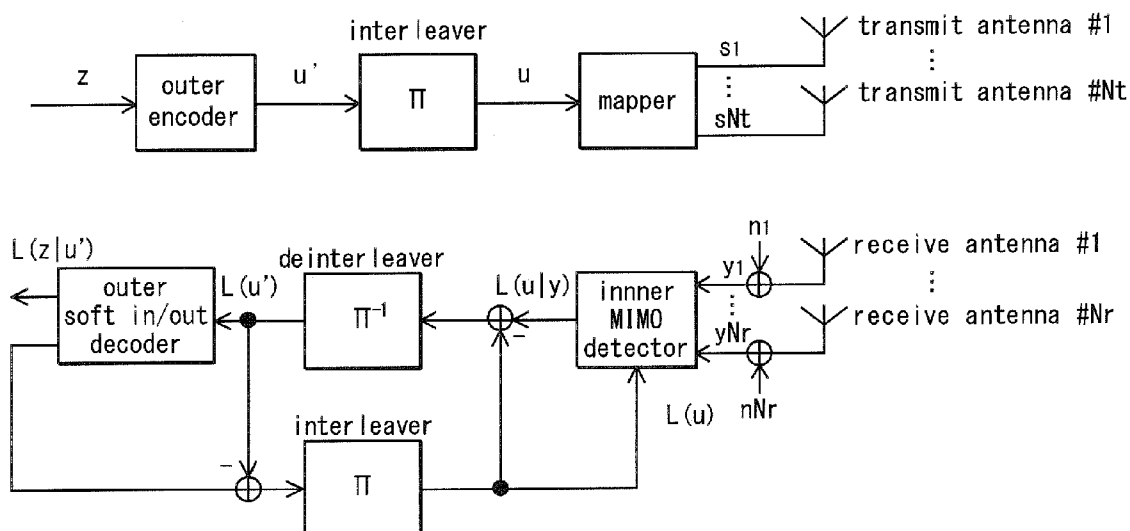 interleaver
transmit antenna #1
z
outer
encoder
u'
Π
u
mapper
s1
⋮
sNt
⋮
transmit antenna #Nt
L(z|u')
outer
soft in/out
decoder
L(u')
deinterleaver
Π-1
L(u|y)
-
innner
MIMO
detector
n1
y1
⋮
yNr
nNr
receive antenna #1
⋮
receive antenna #Nr
L(u)
interleaver
-
Π